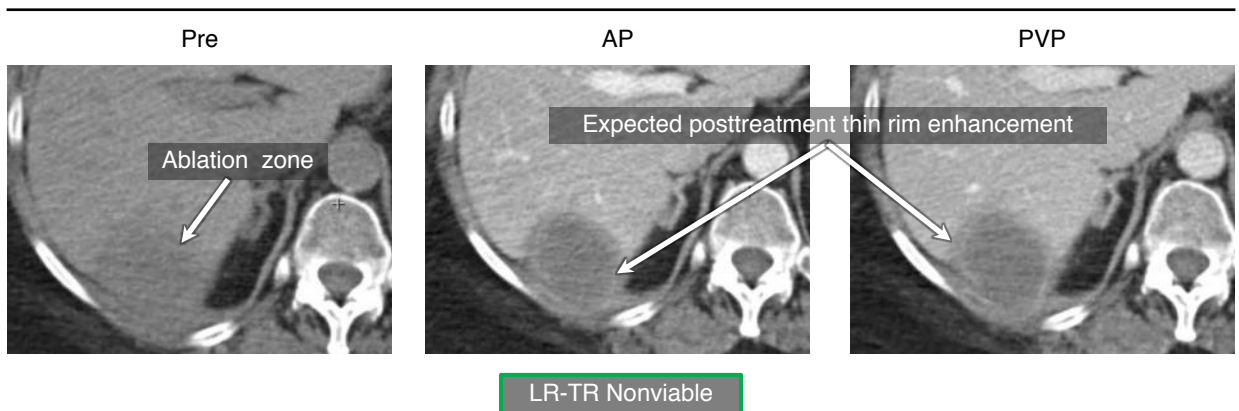 Pre
AP
PVP
Ablation zone
Expected posttreatment thin rim enhancement
LR-TR Nonviable